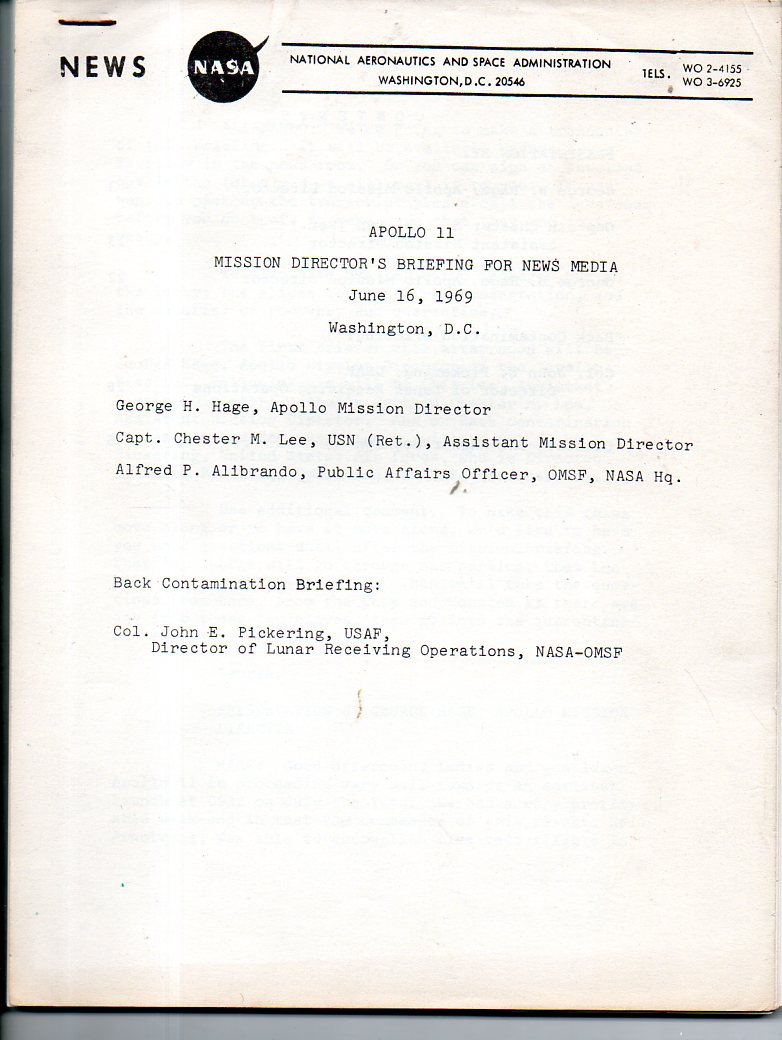 NEWS
NASA
NATIONAL AERONAUTICS AND SPACE ADMINISTRATION
WASHINGTON, D.C. 20546
TELS. WO 2-4155
WO 3-6925
APOLLO 11
MISSION DIRECTOR'S BRIEFING FOR NEWS MEDIA
June 16, 1969
Washington, D.C.
George H. Hage, Apollo Mission Director
Capt. Chester M. Lee, USN (Ret.), Assistant Mission Director
Alfred P. Alibrando, Public Affairs Officer, OMSF, NASA Hq.
Back Contamination Briefing:
Col. John E. Pickering, USAF,
Director of Lunar Receiving Operations, NASA-OMSF